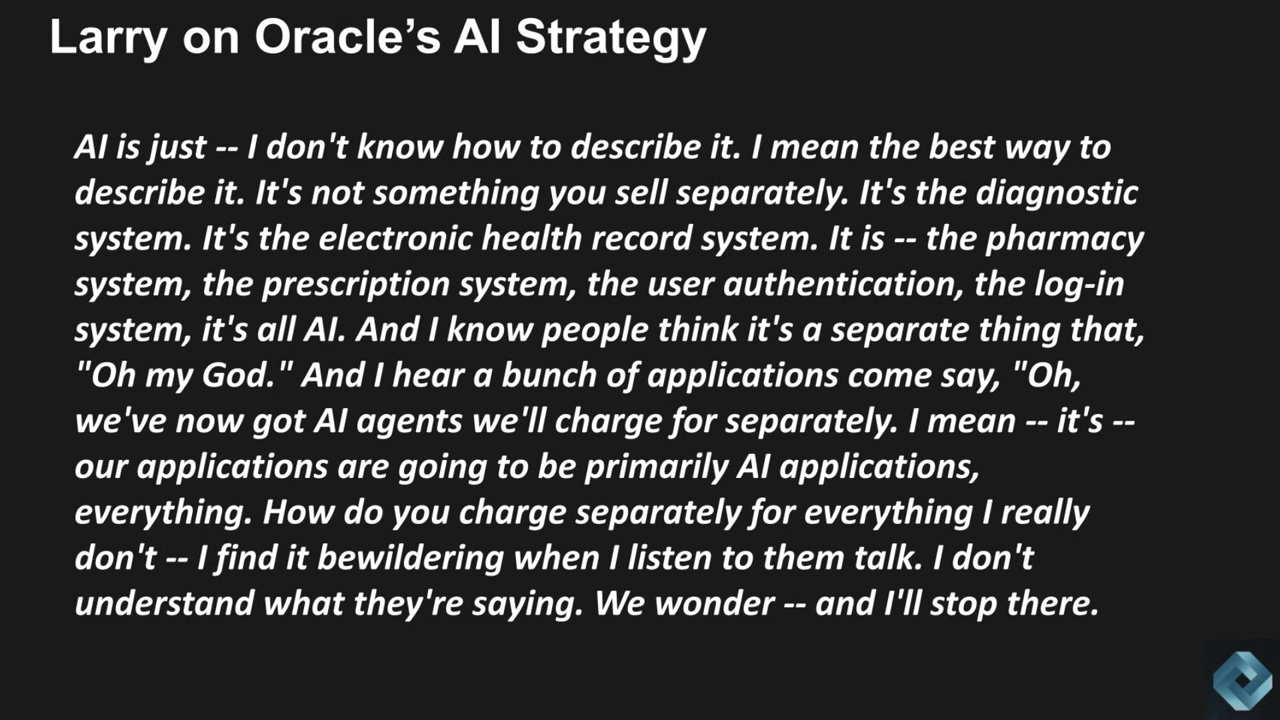 Larry on Oracle's AI Strategy
AI is just -- I don't know how to describe it. I mean the best way to
describe it. It's not something you sell separately. It's the diagnostic
system. It's the electronic health record system. It is -- the pharmacy
system, the prescription system, the user authentication, the log-in
system, it's all AI. And I know people think it's a separate thing that,
"Oh my God." And I hear a bunch of applications come say, "Oh,
we've now got AI agents we'll charge for separately. I mean -- it's --
our applications are going to be primarily AI applications,
everything. How do you charge separately for everything I really
don't -- I find it bewildering when I listen to them talk. I don't
understand what they're saying. We wonder -- and I'll stop there.